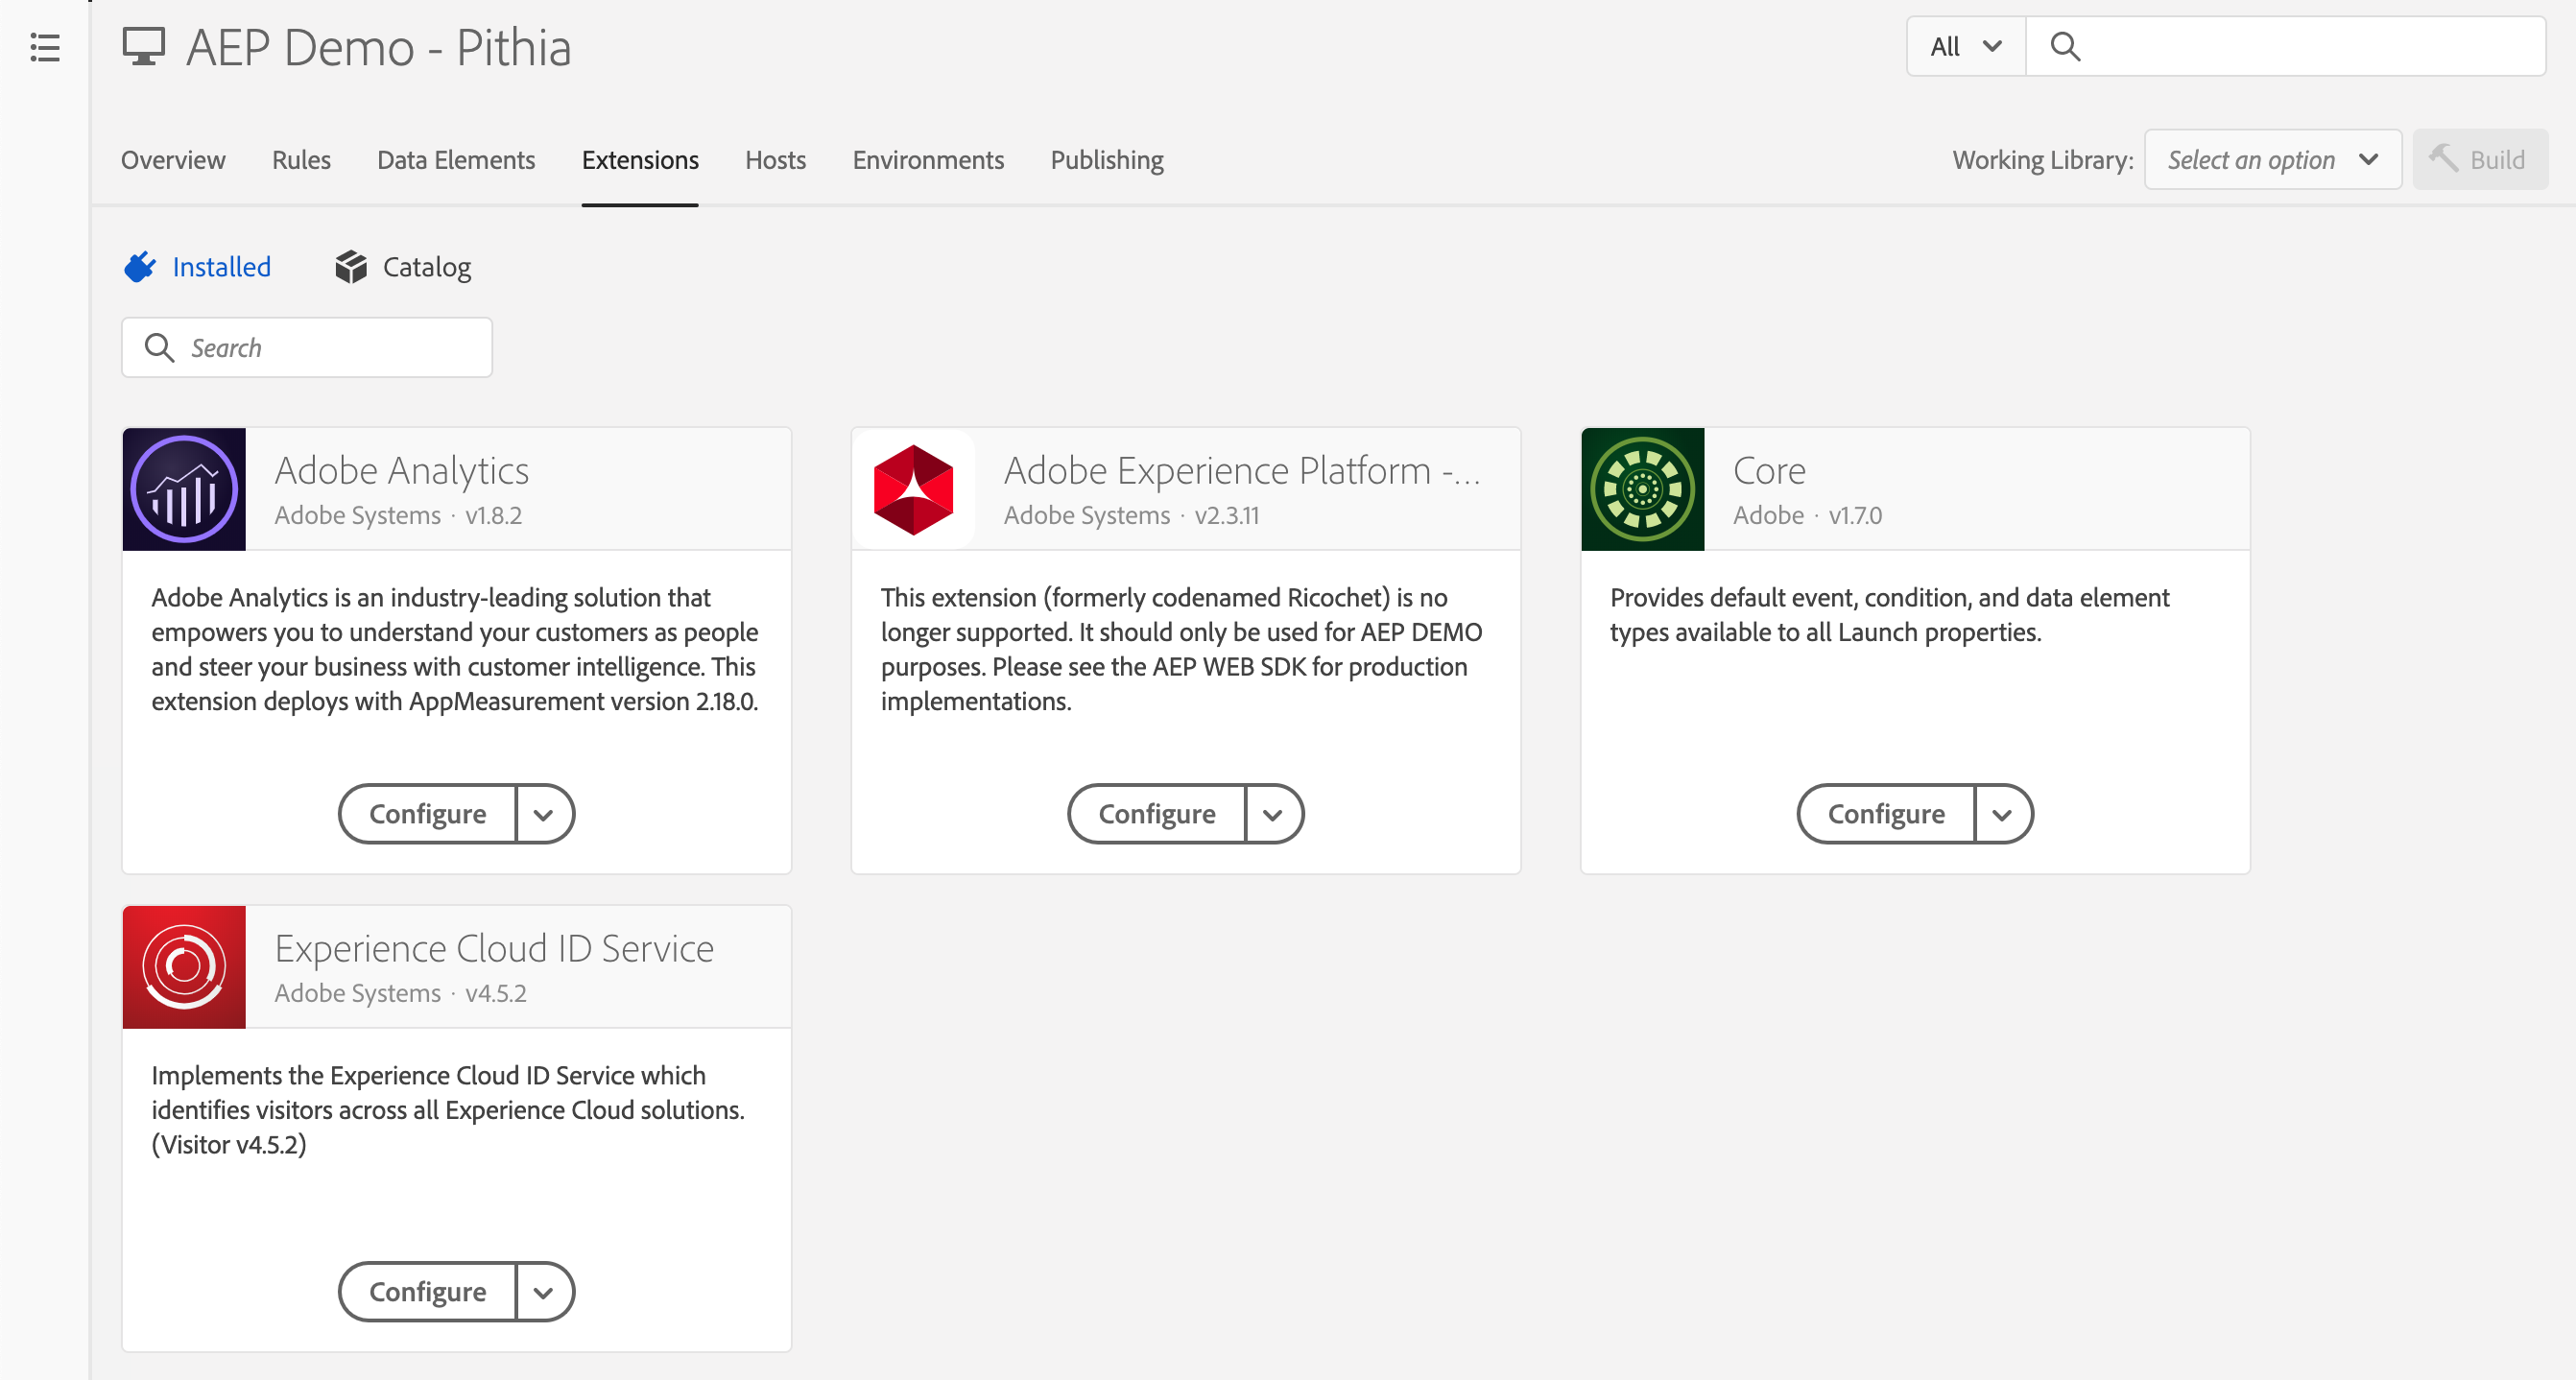 AEP Demo - Pithia
All
Overview
Rules
Data Elements
Extensions
Hosts
Environments
Publishing
Working Library:
Select an option
Build
Installed
Catalog
Search
Adobe Analytics
Adobe Systems · v1.8.2
Adobe Analytics is an industry-leading solution that
empowers you to understand your customers as people
and steer your business with customer intelligence. This
extension deploys with AppMeasurement version 2.18.0.
Configure
Adobe Experience Platform -...
Adobe Systems · v2.3.11
This extension (formerly codenamed Ricochet) is no
longer supported. It should only be used for AEP DEMO
purposes. Please see the AEP WEB SDK for production
implementations.
Configure
Core
Adobe · v1.7.0
Provides default event, condition, and data element
types available to all Launch properties.
Configure
Experience Cloud ID Service
Adobe Systems · v4.5.2
Implements the Experience Cloud ID Service which
identifies visitors across all Experience Cloud solutions.
(Visitor v4.5.2)
Configure